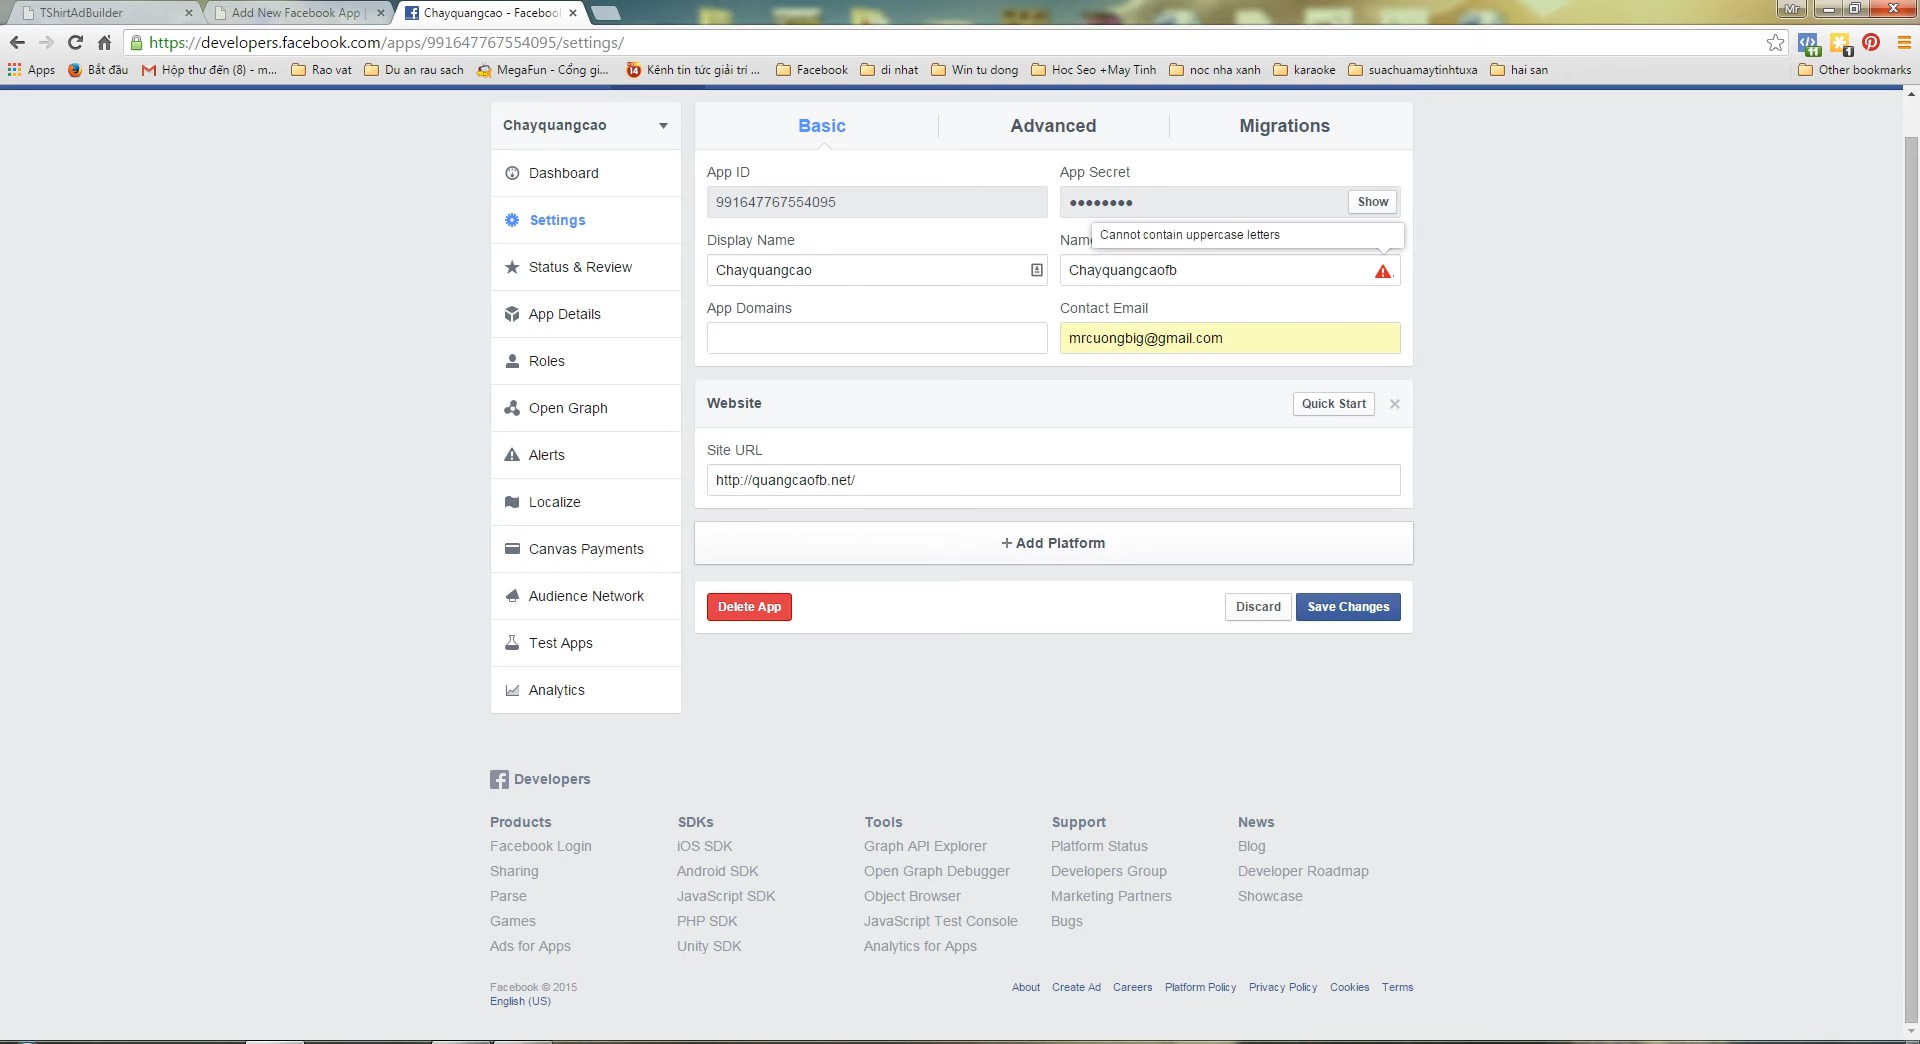 TShirtAdBuilder
Add New Facebook App |
Chayquangcao - Facebool
Mr
https://developers.facebook.com/apps/991647767554095/settings/
11
1
Apps
Bắt đầu
Hộp thư đến (8) - m...
Rao vat
Du an rau sach
MegaFun - Cổng gi...
14
Kênh tin tức giải trí ...
Facebook
di nhat
Win tu dong
Hoc Seo +May Tinh
noc nha xanh
karaoke
suachuamaytinhtuxa
hai san
Other bookmarks
Chayquangcao
Dashboard
Settings
Status & Review
App Details
Roles
Open Graph
Alerts
Localize
Canvas Payments
Audience Network
Test Apps
Analytics
Basic
Advanced
Migrations
App ID
App Secret
991647767554095
●●●●●●●●
Show
Cannot contain uppercase letters
Display Name
Nam
Chayquangcao
Chayquangcaofb
App Domains
Contact Email
mrcuongbig@gmail.com
Website
Quick Start
Site URL
http://quangcaofb.net/
+ Add Platform
Delete App
Discard
Save Changes
Developers
Products
Facebook Login
Sharing
Parse
Games
Ads for Apps
SDKs
iOS SDK
Android SDK
JavaScript SDK
PHP SDK
Unity SDK
Tools
Graph API Explorer
Open Graph Debugger
Object Browser
JavaScript Test Console
Analytics for Apps
Support
Platform Status
Developers Group
Marketing Partners
Bugs
News
Blog
Developer Roadmap
Showcase
Facebook © 2015
English (US)
About
Create Ad
Careers
Platform Policy
Privacy Policy
Cookies
Terms